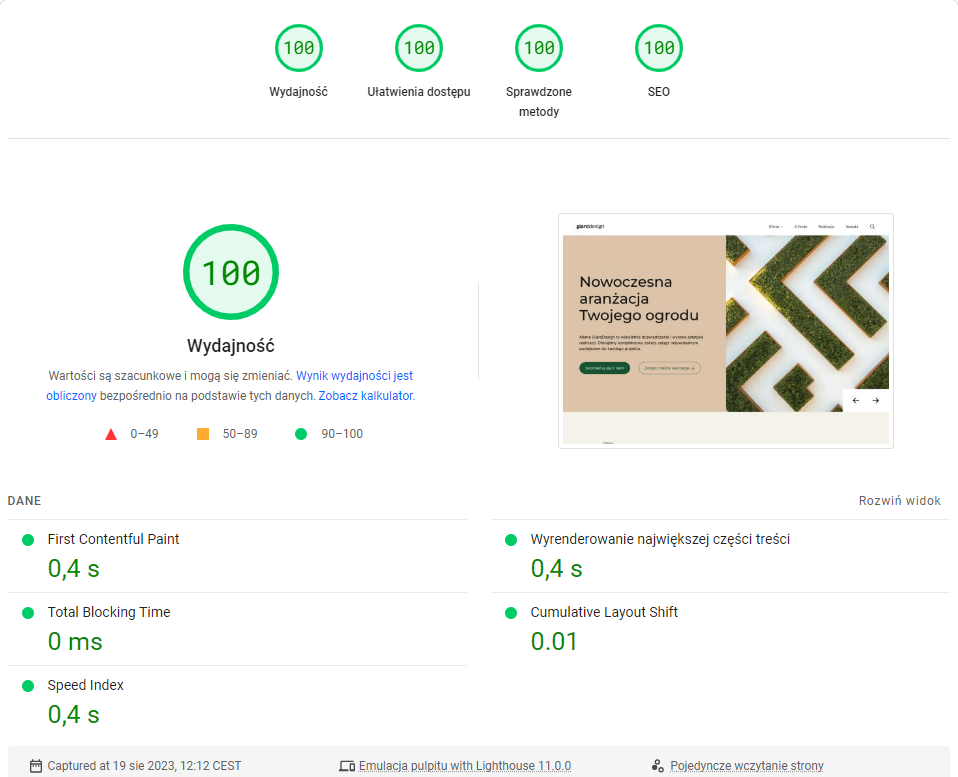 100
100
100
100
Wydajność
Ułatwienia dostępu
Sprawdzone
metody
SEO
100
Wydajność
Wartości są szacunkowe i mogą się zmieniać. Wynik wydajności jest
obliczony bezpośrednio na podstawie tych danych. Zobacz kalkulator.
0–49
50–89
90–100
giardidesign
Oferta
O firmie
Realizacje
Kontakt
Nowoczesna
aranżacja
Twojego ogrodu
DANE
Rozwiń widok
First Contentful Paint
0,4 s
Wyrenderowanie największej części treści
0,4 s
Total Blocking Time
0 ms
Cumulative Layout Shift
0.01
Speed Index
0,4 s
Captured at 19 sie 2023, 12:12 CEST
Emulacja pulpitu with Lighthouse 11.0.0
Pojedyncze wczytanie strony